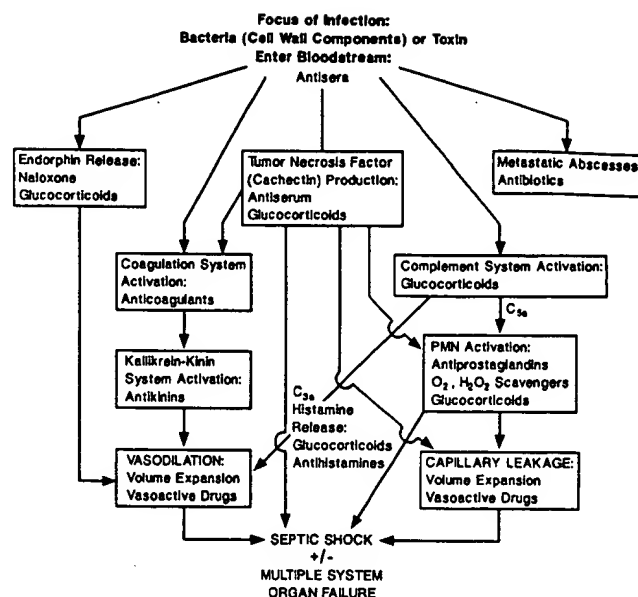 Focus of Infection:
Bacteria (Cell Wall Components) or Toxin
Enter Bloodstream:
Antisera
Endorphin Release:
Naloxone
Glucocorticoids
Tumor Necrosis Factor
(Cachectin) Production:
Antiserum
Glucocorticoids
Metastatic Abscesses
Antibiotics
Coagulation System
Activation:
Anticoagulants
Complement System Activation:
Glucocorticoids
C5a
Kallikrein-Kinin
System Activation:
Antikinins
PMN Activation:
Antiprostaglandins
O2 , H2O2 Scavengers
Glucocorticoids
C3a
Histamine
Release:
Glucocorticoids
Antihistamines
VASODILATION:
Volume Expansion
Vasoactive Drugs
CAPILLARY LEAKAGE:
Volume Expansion
Vasoactive Drugs
SEPTIC SHOCK
+/-
MULTIPLE SYSTEM
ORGAN FAILURE